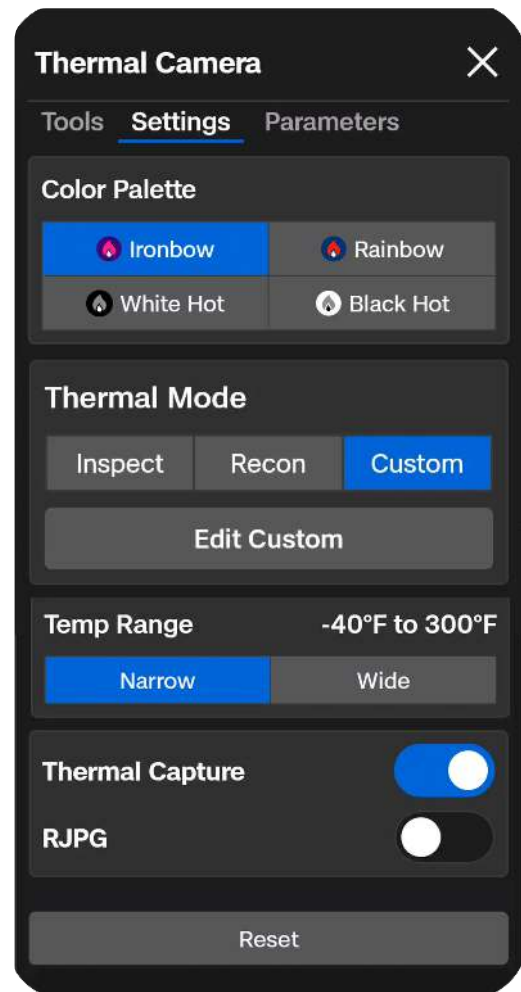 Thermal Camera
Tools Settings Parameters
Color Palette
Ironbow Rainbow
White Hot Black Hot
Thermal Mode
Inspect Recon Custom
Edit Custom
Temp Range -40°F to 300°F
Narrow Wide
Thermal Capture
RJPG
Reset